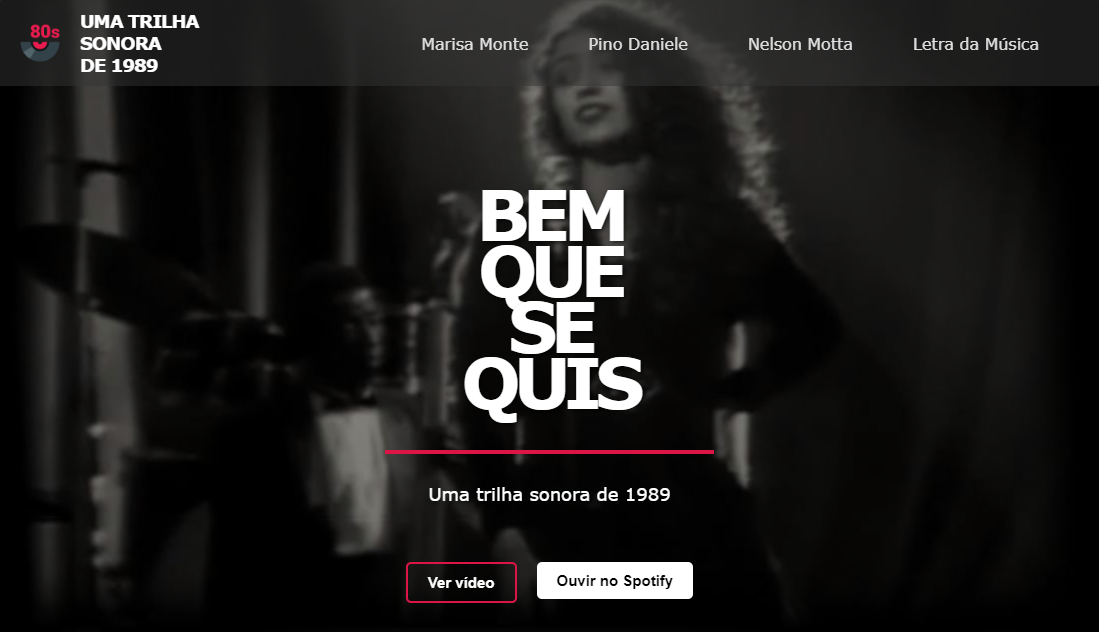 80s
UMA TRILHA
SONORA
DE 1989
Marisa Monte
Pino Daniele
Nelson Motta
Letra da Música
BEM
QUE
SE
QUIS
Uma trilha sonora de 1989
Ver vídeo
Ouvir no Spotify